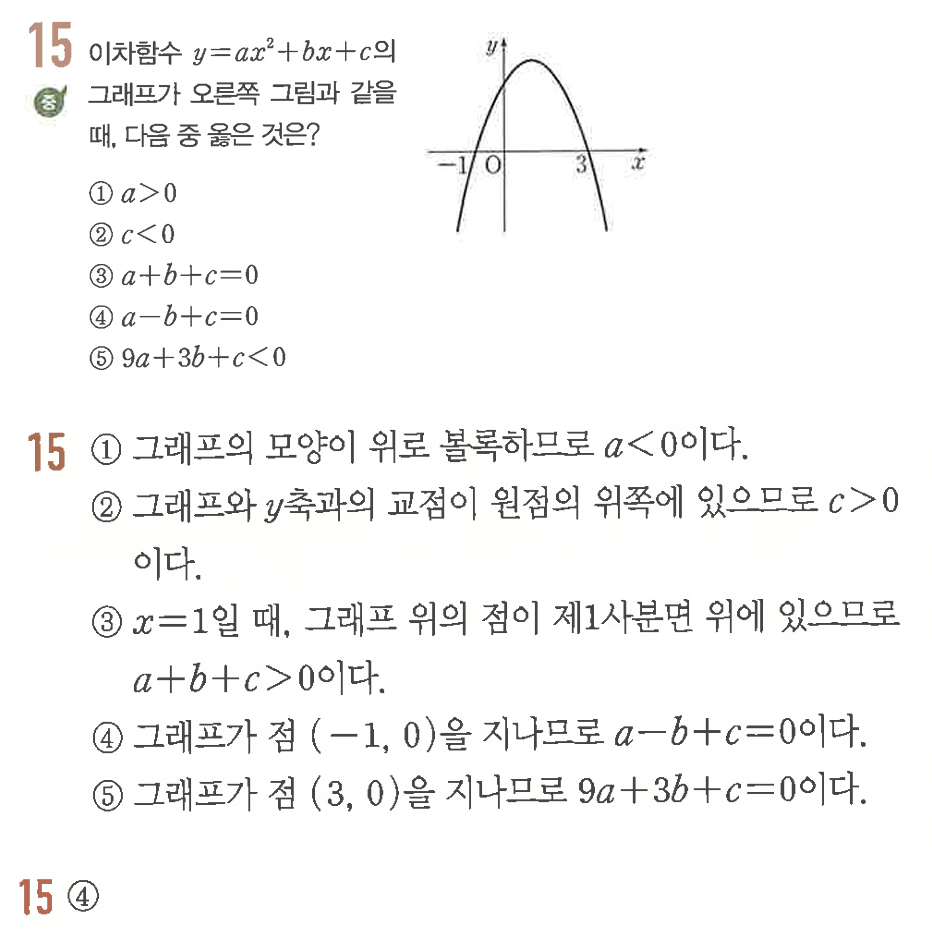 15 이차함수 y=ax²+bx+c의
중 그래프가 오른쪽 그림과 같을
때, 다음 중 옳은 것은?
① a>0
② c<0
③ a+b+c=0
④ a-b+c=0
⑤ 9a+3b+c<0
y
-1 O 3 x
15 ① 그래프의 모양이 위로 볼록하므로 a<0이다.
② 그래프와 y축과의 교점이 원점의 위쪽에 있으므로 c>0
이다.
③ x=1일 때, 그래프 위의 점이 제1사분면 위에 있으므로
a+b+c>0이다.
④ 그래프가 점 (-1, 0)을 지나므로 a-b+c=0이다.
⑤ 그래프가 점 (3, 0)을 지나므로 9a+3b+c=0이다.
15 ④